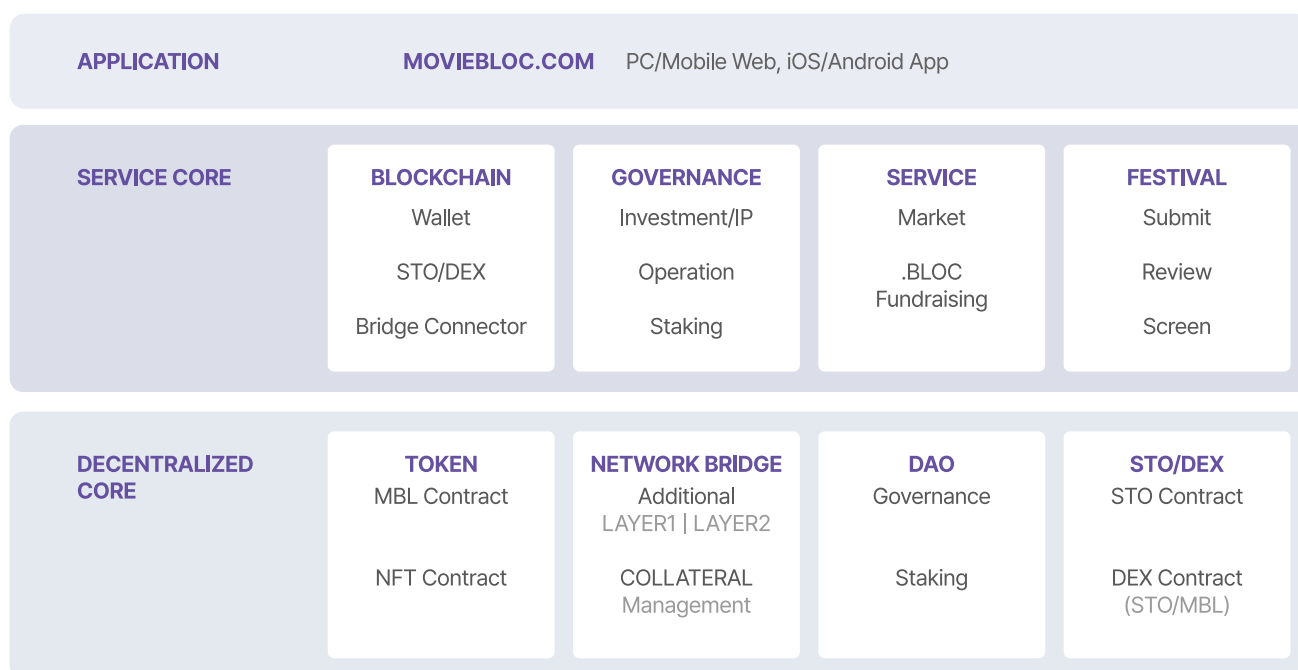 APPLICATION
MOVIEBLOC.COM PC/Mobile Web, iOS/Android App
SERVICE CORE
BLOCKCHAIN
Wallet
STO/DEX
Bridge Connector
GOVERNANCE
Investment/IP
Operation
Staking
SERVICE
Market
.BLOC
Fundraising
FESTIVAL
Submit
Review
Screen
DECENTRALIZED
CORE
TOKEN
MBL Contract
NFT Contract
NETWORK BRIDGE
Additional
LAYER1 | LAYER2
COLLATERAL
Management
DAO
Governance
Staking
STO/DEX
STO Contract
DEX Contract
(STO/MBL)